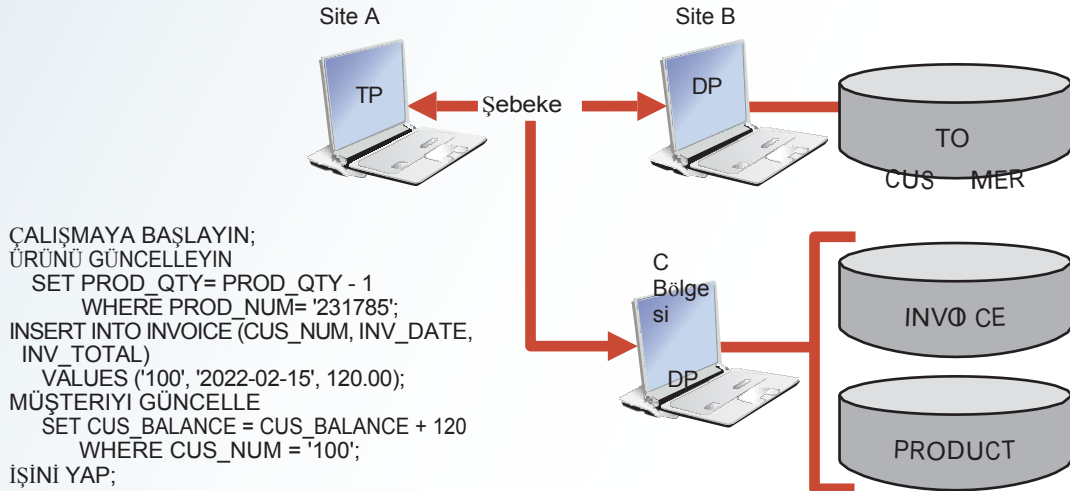 Site A
Site B
TP
Şebeke
DP
TO
CUS MER
ÇALIŞMAYA BAŞLAYIN;
ÜRÜNÜ GÜNCELLEYIN
SET PROD_QTY= PROD_QTY - 1
WHERE PROD_NUM= '231785';
INSERT INTO INVOICE (CUS_NUM, INV_DATE,
INV_TOTAL)
VALUES ('100', '2022-02-15', 120.00);
MÜŞTERIYI GÜNCELLE
SET CUS_BALANCE = CUS_BALANCE + 120
WHERE CUS_NUM = '100';
İŞİNİ YAP;
C
Bölge
si
DP
INVOI CE
PRODUCT